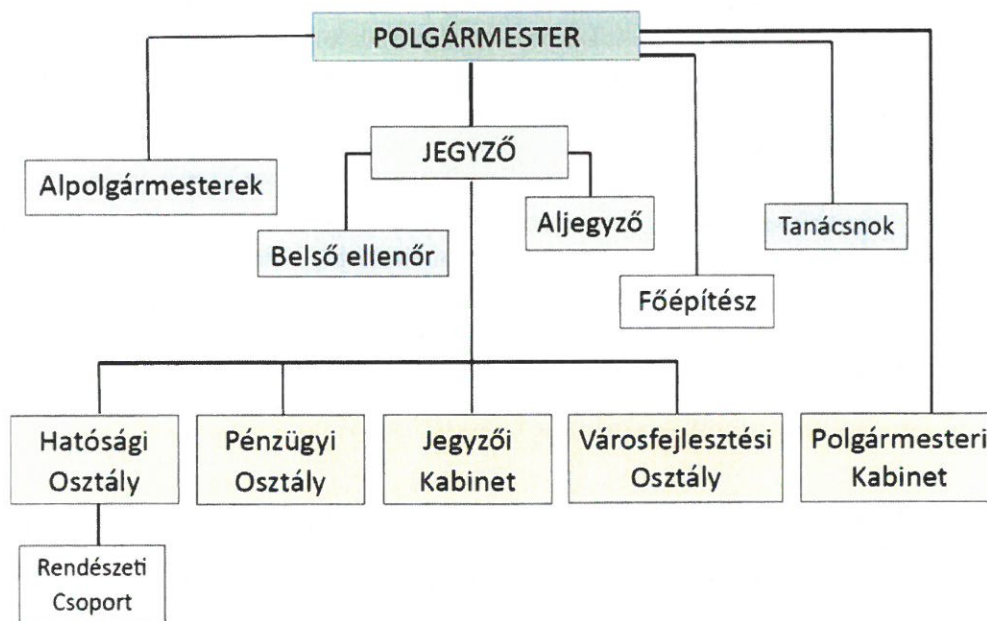 POLGÁRMESTER
JEGYZŐ
Alpolgármesterek
Belső ellenőr
Aljegyző
Tanácsnok
Főépítész
Hatósági
Osztály
Pénzügyi
Osztály
Jegyzői
Kabinet
Városfejlesztési
Osztály
Polgármesteri
Kabinet
Rendészeti
Csoport